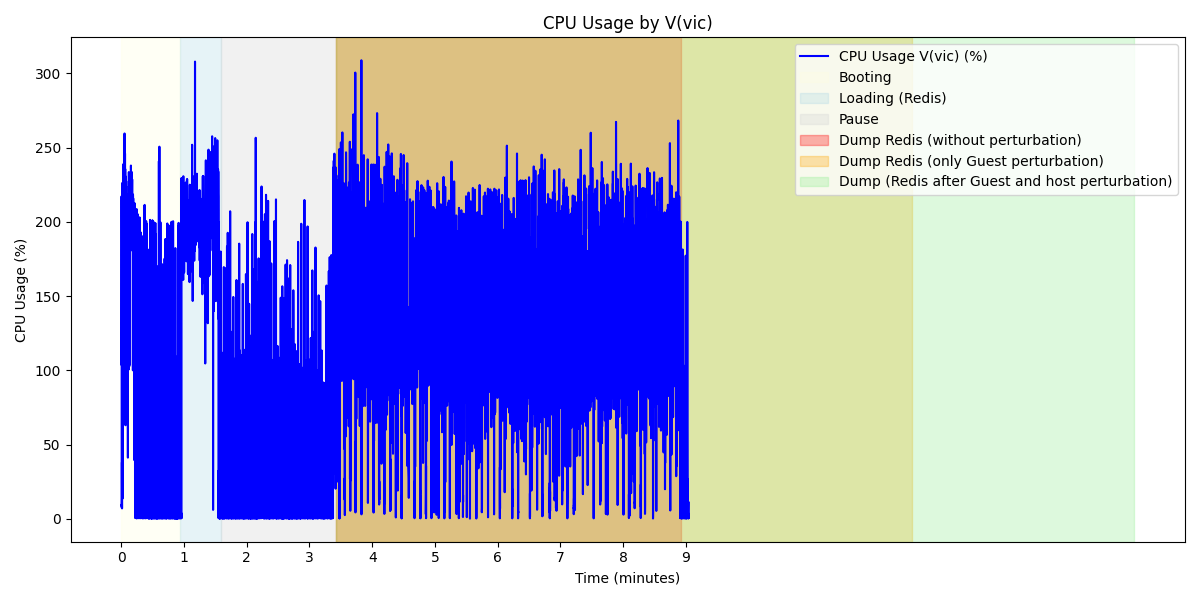 CPU Usage by V(vic)
CPU Usage (%)
300
250
200
150
100
50
0
CPU Usage V(vic) (%)
Booting
Loading (Redis)
Pause
Dump Redis (without perturbation)
Dump Redis (only Guest perturbation)
Dump (Redis after Guest and host perturbation)
0 1 2 3 4 5 6 7 8 9
Time (minutes)